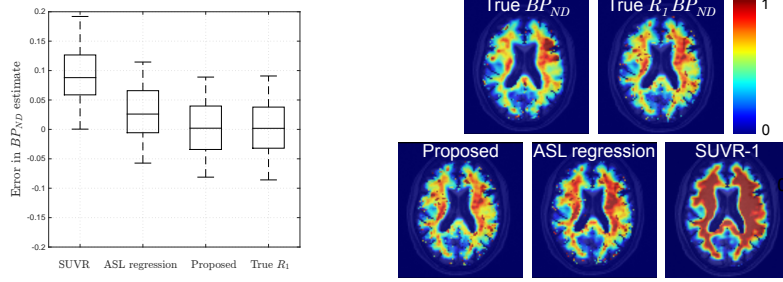 0.2
0.15
0.1
0.05
0
-0.05
-0.1
-0.15
-0.2
Error in BP_ND estimate
SUVR
ASL regression
Proposed
True R_1
True BP_ND
True R_1 BP_ND
1
0
Proposed
ASL regression
SUVR-1